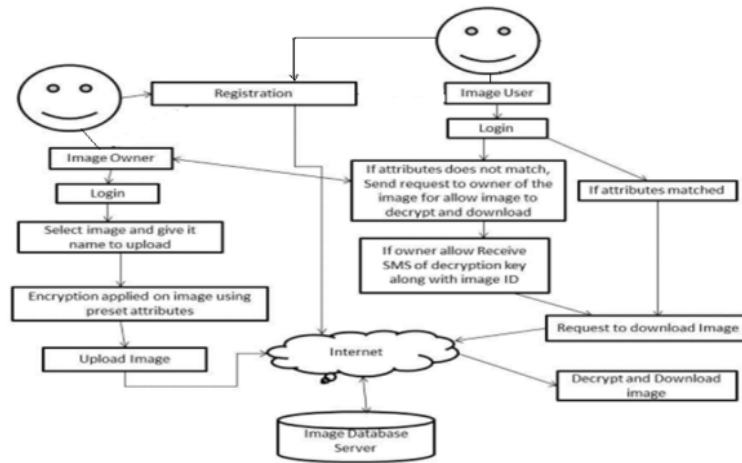 Registration
Image User
Login
Image Owner
If attributes does not match,
Send request to owner of the
image for allow image to
decrypt and download
If attributes matched
Login
Select image and give it
name to upload
If owner allow Receive
SMS of decryption key
along with image ID
Encryption applied on image using
preset attributes
Request to download Image
Upload Image
Internet
Decrypt and Download
image
Image Database
Server